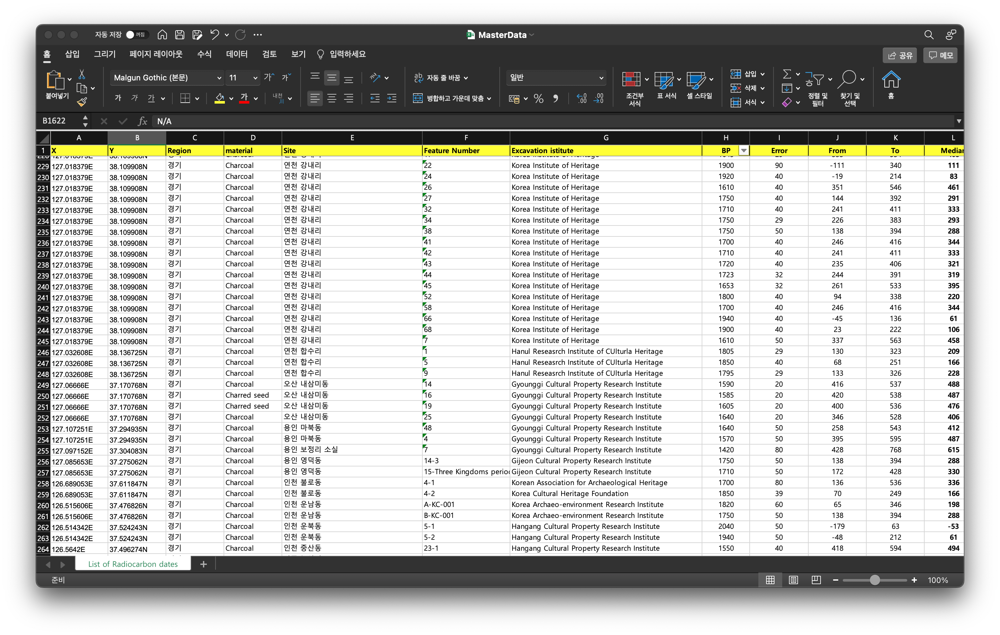 자동 저장 꺼짐 MasterData
홈 삽입 그리기 페이지 레이아웃 수식 데이터 검토 보기 입력하세요 공유 메모
붙여넣기 Malgun Gothic (본문) 11 가 가 자동 줄 바꿈 일반 조건부 서식 표 서식 셀 스타일 삽입 삭제 서식 정렬 및 필터 찾기 및 선택 홈
가 가 가 가 내천 병합하고 가운데 맞춤
B1622 fx N/A
A B C D E F G H I J K L
1 X Y Region material Site Feature Number Excavation istitute BP Error From To
229 127.018379E 38.109908N 경기 Charcoal 연천 강내리 22 Korea Institute of Heritage 1900 90 -111 340 111
230 127.018379E 38.109908N 경기 Charcoal 연천 강내리 24 Korea Institute of Heritage 1920 40 -19 214 83
231 127.018379E 38.109908N 경기 Charcoal 연천 강내리 26 Korea Institute of Heritage 1610 40 351 546 461
232 127.018379E 38.109908N 경기 Charcoal 연천 강내리 27 Korea Institute of Heritage 1750 40 144 392 291
233 127.018379E 38.109908N 경기 Charcoal 연천 강내리 32 Korea Institute of Heritage 1710 40 241 411 333
234 127.018379E 38.109908N 경기 Charcoal 연천 강내리 34 Korea Institute of Heritage 1750 29 226 383 293
235 127.018379E 38.109908N 경기 Charcoal 연천 강내리 38 Korea Institute of Heritage 1750 50 138 394 288
236 127.018379E 38.109908N 경기 Charcoal 연천 강내리 41 Korea Institute of Heritage 1700 40 246 416 344
237 127.018379E 38.109908N 경기 Charcoal 연천 강내리 42 Korea Institute of Heritage 1710 40 241 411 333
238 127.018379E 38.109908N 경기 Charcoal 연천 강내리 43 Korea Institute of Heritage 1720 40 235 406 321
239 127.018379E 38.109908N 경기 Charcoal 연천 강내리 44 Korea Institute of Heritage 1723 32 244 391 319
240 127.018379E 38.109908N 경기 Charcoal 연천 강내리 45 Korea Institute of Heritage 1653 32 261 533 395
241 127.018379E 38.109908N 경기 Charcoal 연천 강내리 52 Korea Institute of Heritage 1800 40 94 338 220
242 127.018379E 38.109908N 경기 Charcoal 연천 강내리 58 Korea Institute of Heritage 1700 40 246 416 344
243 127.018379E 38.109908N 경기 Charcoal 연천 강내리 66 Korea Institute of Heritage 1940 40 -45 136 61
244 127.018379E 38.109908N 경기 Charcoal 연천 강내리 68 Korea Institute of Heritage 1900 40 23 222 106
245 127.018379E 38.109908N 경기 Charcoal 연천 강내리 7 Korea Institute of Heritage 1610 50 337 563 458
246 127.032608E 38.136725N 경기 Charcoal 연천 합수리 1 Hanul Reseasrch Institute of CUlturla Heritage 1805 29 130 323 209
247 127.032608E 38.136725N 경기 Charcoal 연천 합수리 5 Hanul Reseasrch Institute of CUlturla Heritage 1850 40 68 251 166
248 127.032608E 38.136725N 경기 Charcoal 연천 합수리 9 Hanul Reseasrch Institute of CUlturla Heritage 1795 29 133 326 228
249 127.06666E 37.170768N 경기 Charcoal 오산 내삼미동 14 Gyounggi Cultural Property Research Institute 1590 20 416 537 488
250 127.06666E 37.170768N 경기 Charred seed 오산 내삼미동 16 Gyounggi Cultural Property Research Institute 1585 20 420 538 487
251 127.06666E 37.170768N 경기 Charred seed 오산 내삼미동 19 Gyounggi Cultural Property Research Institute 1605 20 400 536 476
252 127.06666E 37.170768N 경기 Charcoal 오산 내삼미동 25 Gyounggi Cultural Property Research Institute 1640 20 346 528 406
253 127.107251E 37.294935N 경기 Charcoal 용인 마북동 48 Gyounggi Cultural Property Research Institute 1640 50 258 543 412
254 127.107251E 37.294935N 경기 Charcoal 용인 마북동 4 Gyounggi Cultural Property Research Institute 1570 50 395 595 487
255 127.097152E 37.304083N 경기 Charcoal 용인 보정리 소실 7 Gyounggi Cultural Property Research Institute 1420 80 428 768 615
256 127.085653E 37.275062N 경기 Charcoal 용인 영덕동 14-3 Gijeon Cultural Property Research Institute 1750 50 138 394 288
257 127.085653E 37.275062N 경기 Charcoal 용인 영덕동 15-Three Kingdoms Gijeon Cultural Property Research Institute 1710 50 172 428 330
258 126.689053E 37.611847N 경기 Charcoal 인천 불로동 4-1 Korean Association for Archaeological Heritage 1700 80 136 536 336
259 126.689053E 37.611847N 경기 Charcoal 인천 불로동 4-2 Korea Cultural Heritage Foundation 1850 39 70 249 166
260 126.515606E 37.476826N 경기 Charcoal 인천 운남동 A-KC-001 Korea Archaeo-environment Research Institute 1820 60 65 346 198
261 126.515606E 37.476826N 경기 Charcoal 인천 운남동 B-KC-001 Korea Archaeo-environment Research Institute 1750 50 138 394 288
262 126.514342E 37.524243N 경기 Charcoal 인천 운북동 5-1 Hangang Cultural Property Research Institute 2040 50 -179 63 -53
263 126.514342E 37.524243N 경기 Charcoal 인천 운북동 5-2 Hangang Cultural Property Research Institute 1940 50 -48 212 61
264 126.5642E 37.496274N 경기 Charcoal 인천 중산동 23-1 Hangang Cultural Property Research Institute 1550 40 418 594 494
List of Radiocarbon dates
준비 100%